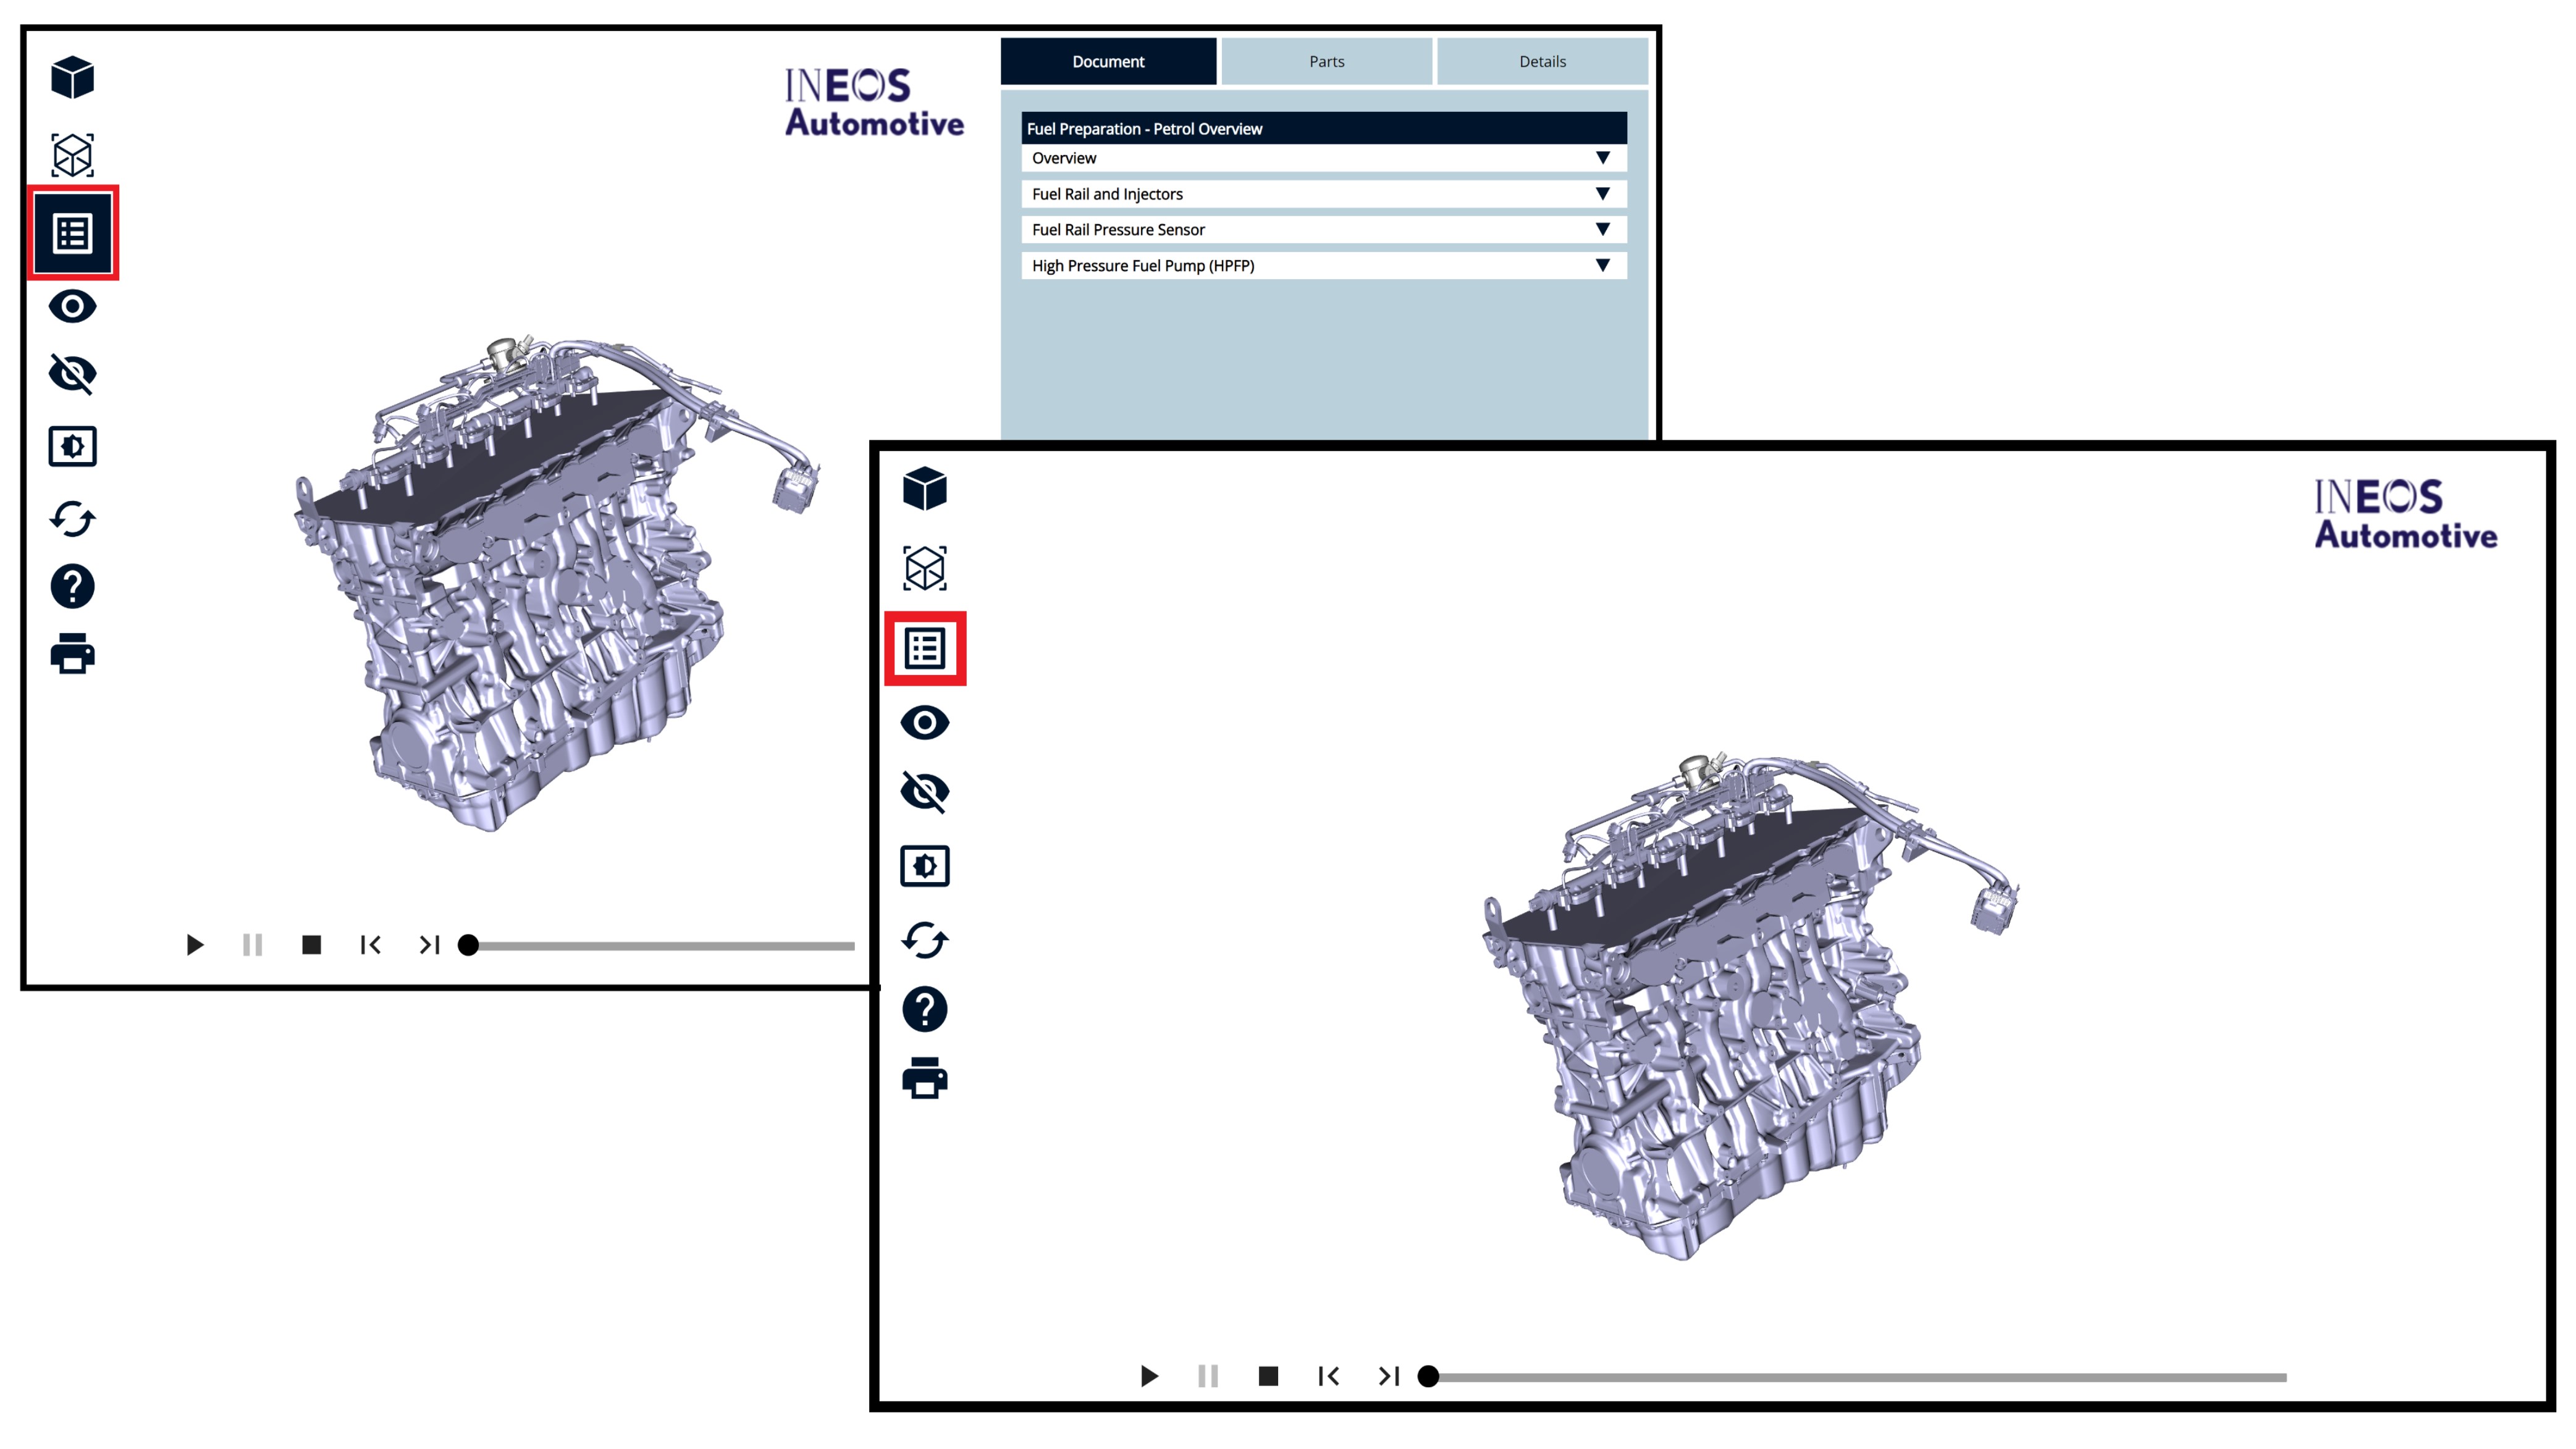 INEOS
Automotive
Document
Parts
Details
Fuel Preparation - Petrol Overview
Overview
Fuel Rail and Injectors
Fuel Rail Pressure Sensor
High Pressure Fuel Pump (HPFP)
INEOS
Automotive